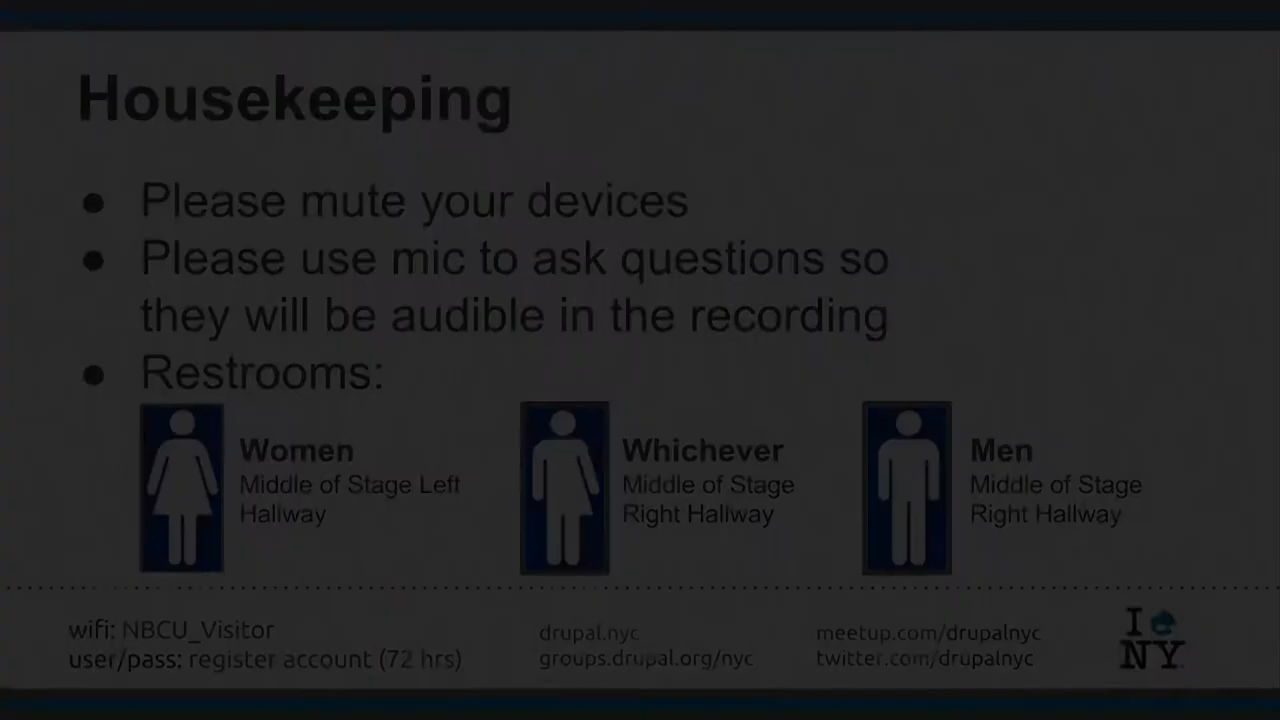 Housekeeping
● Please mute your devices
● Please use mic to ask questions so
they will be audible in the recording
● Restrooms:
Women
Middle of Stage Left
Hallway
Whichever
Middle of Stage
Right Hallway
Men
Middle of Stage
Right Hallway
wifi: NBCU_Visitor
user/pass: register account (72 hrs)
drupal.nyc
groups.drupal.org/nyc
meetup.com/drupalnyc
twitter.com/drupalnyc
I
NY